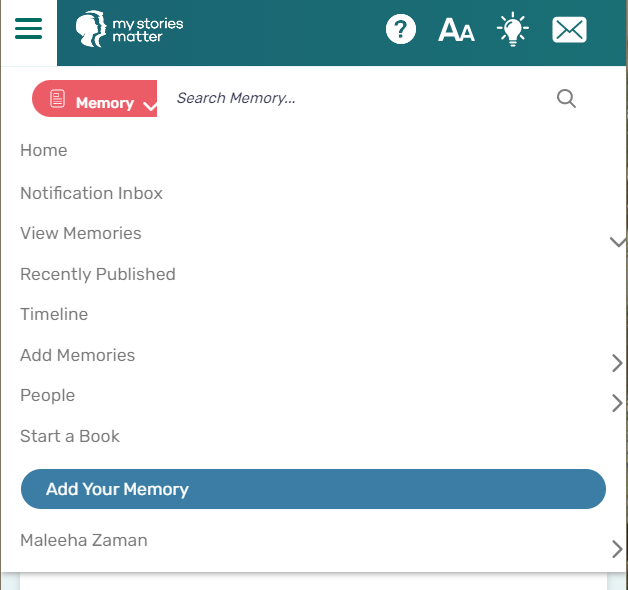 my stories
matter
? AA
Memory Search Memory...
Home
Notification Inbox
View Memories
Recently Published
Timeline
Add Memories
People
Start a Book
Add Your Memory
Maleeha Zaman